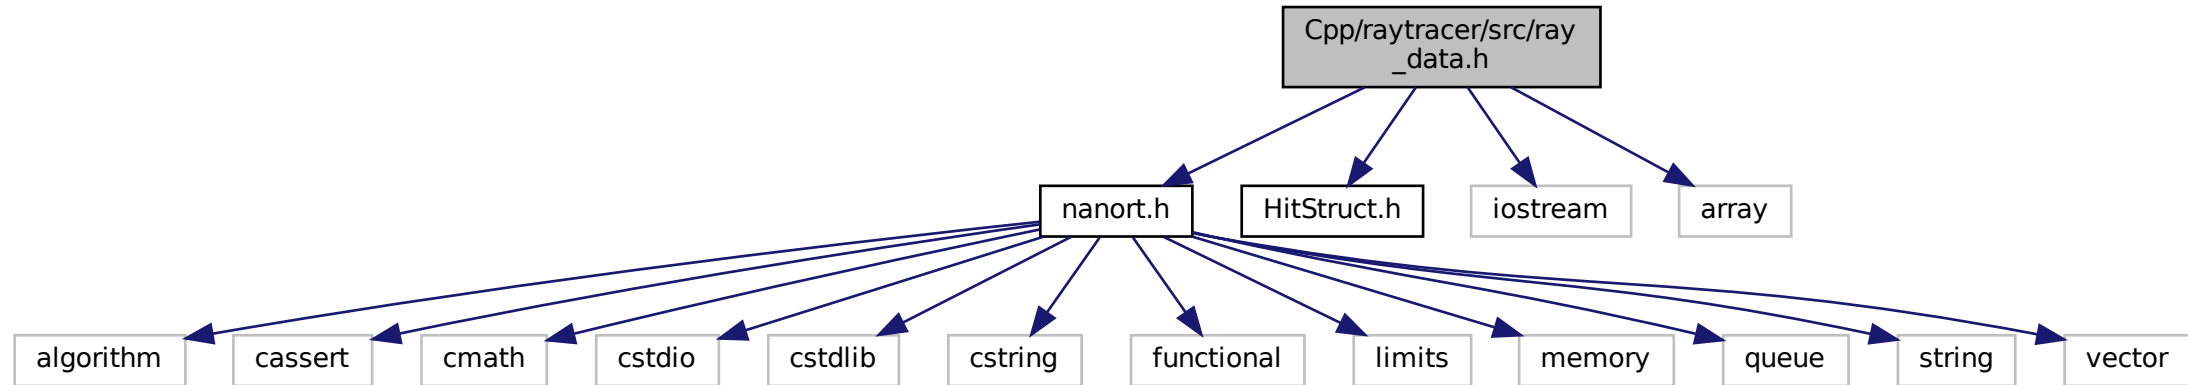 Cpp/raytracer/src/ray
_data.h
nanort.h
HitStruct.h
iostream
array
algorithm
cassert
cmath
cstdio
cstdlib
cstring
functional
limits
memory
queue
string
vector